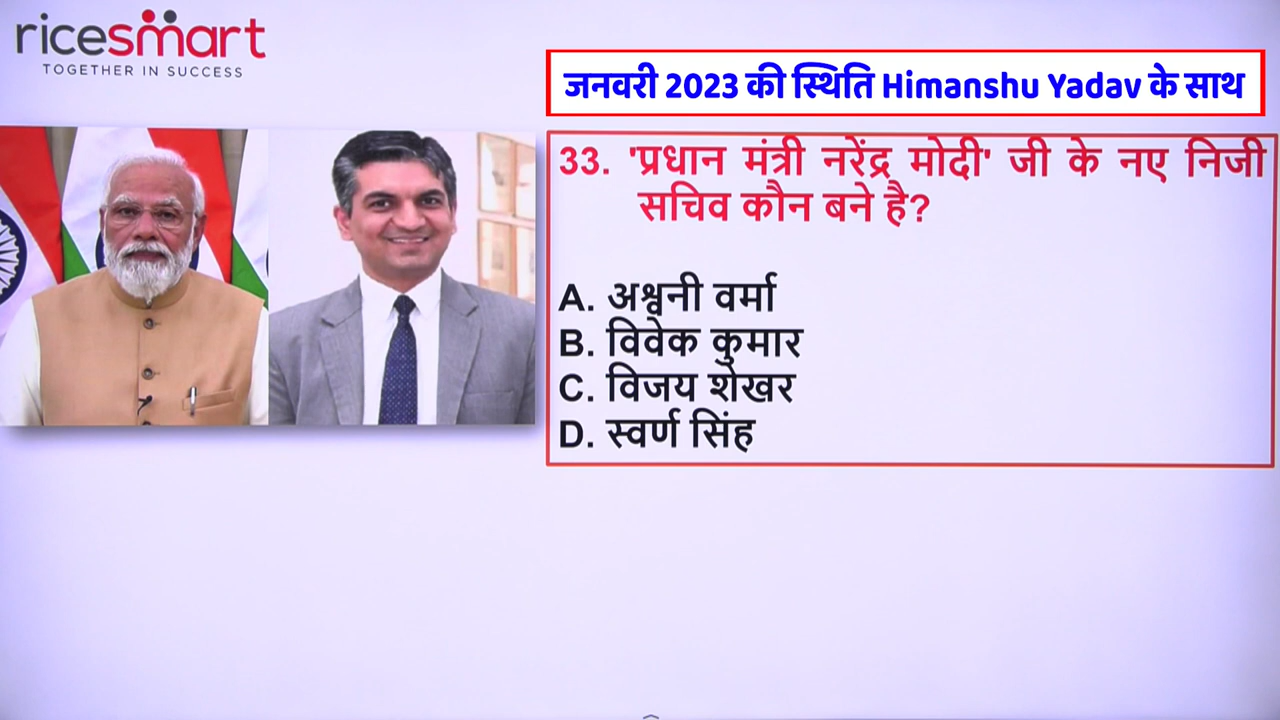 ricesmart
TOGETHER IN SUCCESS
जनवरी 2023 की स्थिति Himanshu Yadav के साथ
33. 'प्रधान मंत्री नरेंद्र मोदी' जी के नए निजी
सचिव कौन बने है?
A. अश्वनी वर्मा
B. विवेक कुमार
C. विजय शेखर
D. स्वर्ण सिंह